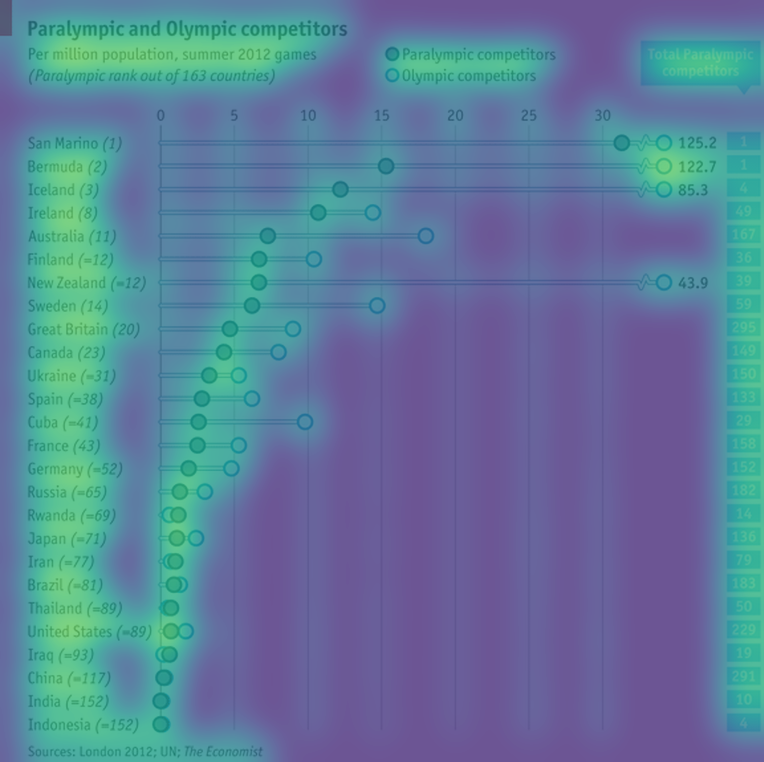 Paralympic and Olympic competitors
Per million population, summer 2012 games
(Paralympic rank out of 163 countries)
Paralympic competitors
Olympic competitors
Total Paralympic
competitors
0 5 10 15 20 25 30
San Marino (1) 125.2 1
Bermuda (2) 122.7 1
Iceland (3) 85.3 4
Ireland (8) 49
Australia (11) 167
Finland (=12) 36
New Zealand (=12) 43.9 39
Sweden (14) 59
Great Britain (20) 295
Canada (23) 149
Ukraine (=31) 150
Spain (=38) 133
Cuba (=41) 29
France (43) 158
Germany (=52) 152
Russia (=65) 182
Rwanda (=69) 14
Japan (=71) 136
Iran (=77) 79
Brazil (=81) 183
Thailand (=89) 50
United States (=89) 229
Iraq (=93) 19
China (=117) 291
India (=152) 10
Indonesia (=152) 4
Sources: London 2012; UN; The Economist